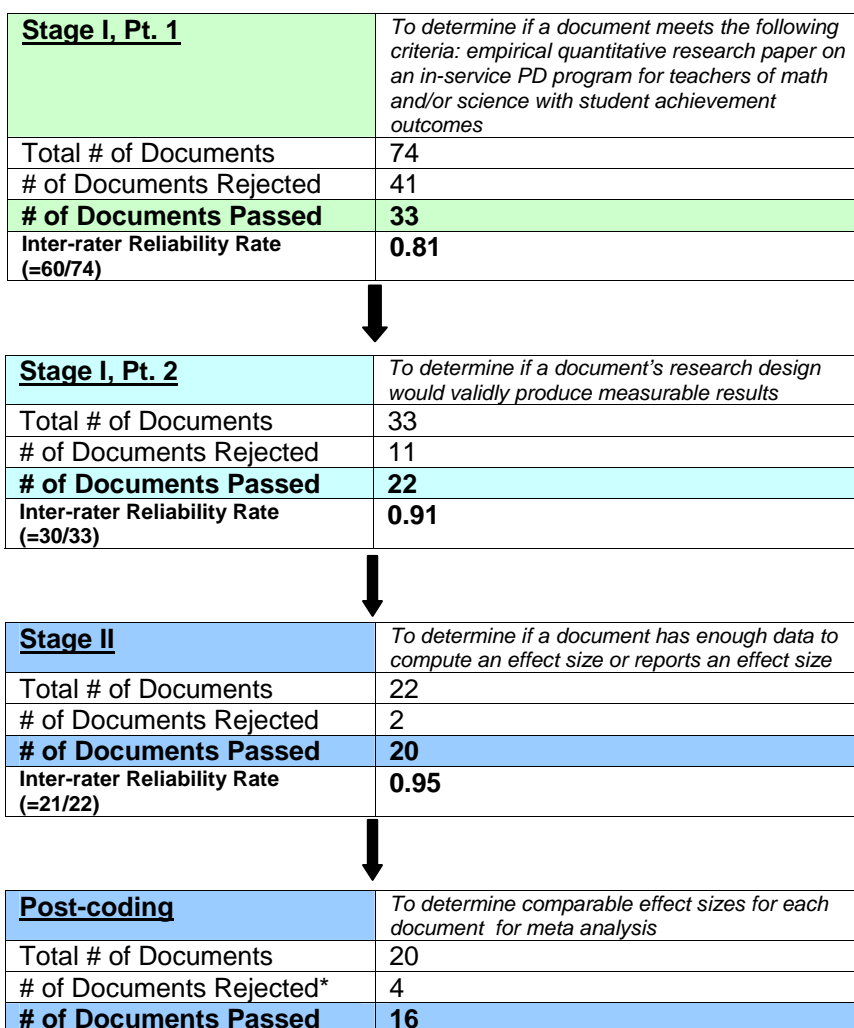 Stage I, Pt. 1
To determine if a document meets the following
criteria: empirical quantitative research paper on
an in-service PD program for teachers of math
and/or science with student achievement
outcomes
Total # of Documents 74
# of Documents Rejected 41
# of Documents Passed 33
Inter-rater Reliability Rate 0.81
(=60/74)
Stage I, Pt. 2
To determine if a document’s research design
would validly produce measurable results
Total # of Documents 33
# of Documents Rejected 11
# of Documents Passed 22
Inter-rater Reliability Rate 0.91
(=30/33)
Stage II
To determine if a document has enough data to
compute an effect size or reports an effect size
Total # of Documents 22
# of Documents Rejected 2
# of Documents Passed 20
Inter-rater Reliability Rate 0.95
(=21/22)
Post-coding
To determine comparable effect sizes for each
document for meta analysis
Total # of Documents 20
# of Documents Rejected* 4
# of Documents Passed 16